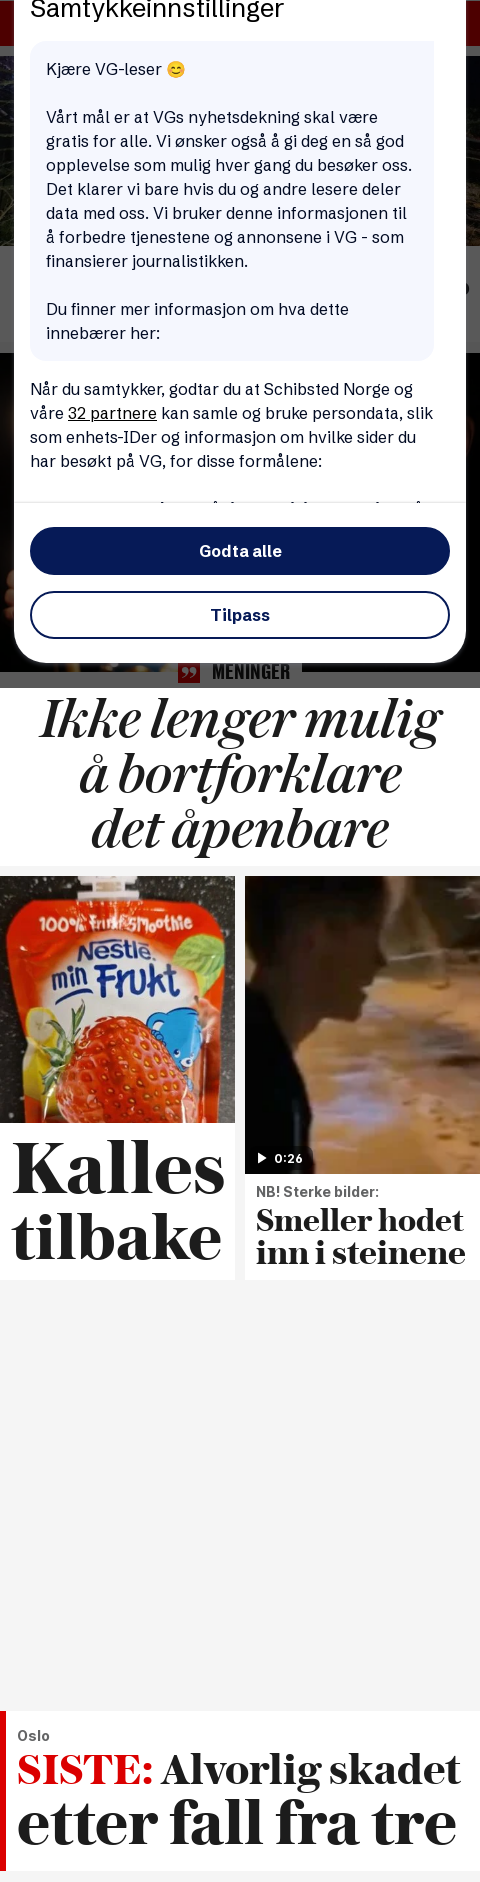 Samtykkeinnstillinger
Kjære VG-leser 😊
Vårt mål er at VGs nyhetsdekning skal være
gratis for alle. Vi ønsker også å gi deg en så god
opplevelse som mulig hver gang du besøker oss.
Det klarer vi bare hvis du og andre lesere deler
data med oss. Vi bruker denne informasjonen til
å forbedre tjenestene og annonsene i VG - som
finansierer journalistikken.
Du finner mer informasjon om hva dette
innebærer her:
Når du samtykker, godtar du at Schibsted Norge og
våre 32 partnere kan samle og bruke persondata, slik
som enhets-IDer og informasjon om hvilke sider du
har besøkt på VG, for disse formålene:
Godta alle
Tilpass
MENINGER
Ikke lenger mulig
å bortforklare
det åpenbare
100% frukt smoothie
Nestlé
min
Frukt
Kalles
tilbake
0:26
NB! Sterke bilder:
Smeller hodet
inn i steinene
Oslo
SISTE: Alvorlig skadet
etter fall fra tre